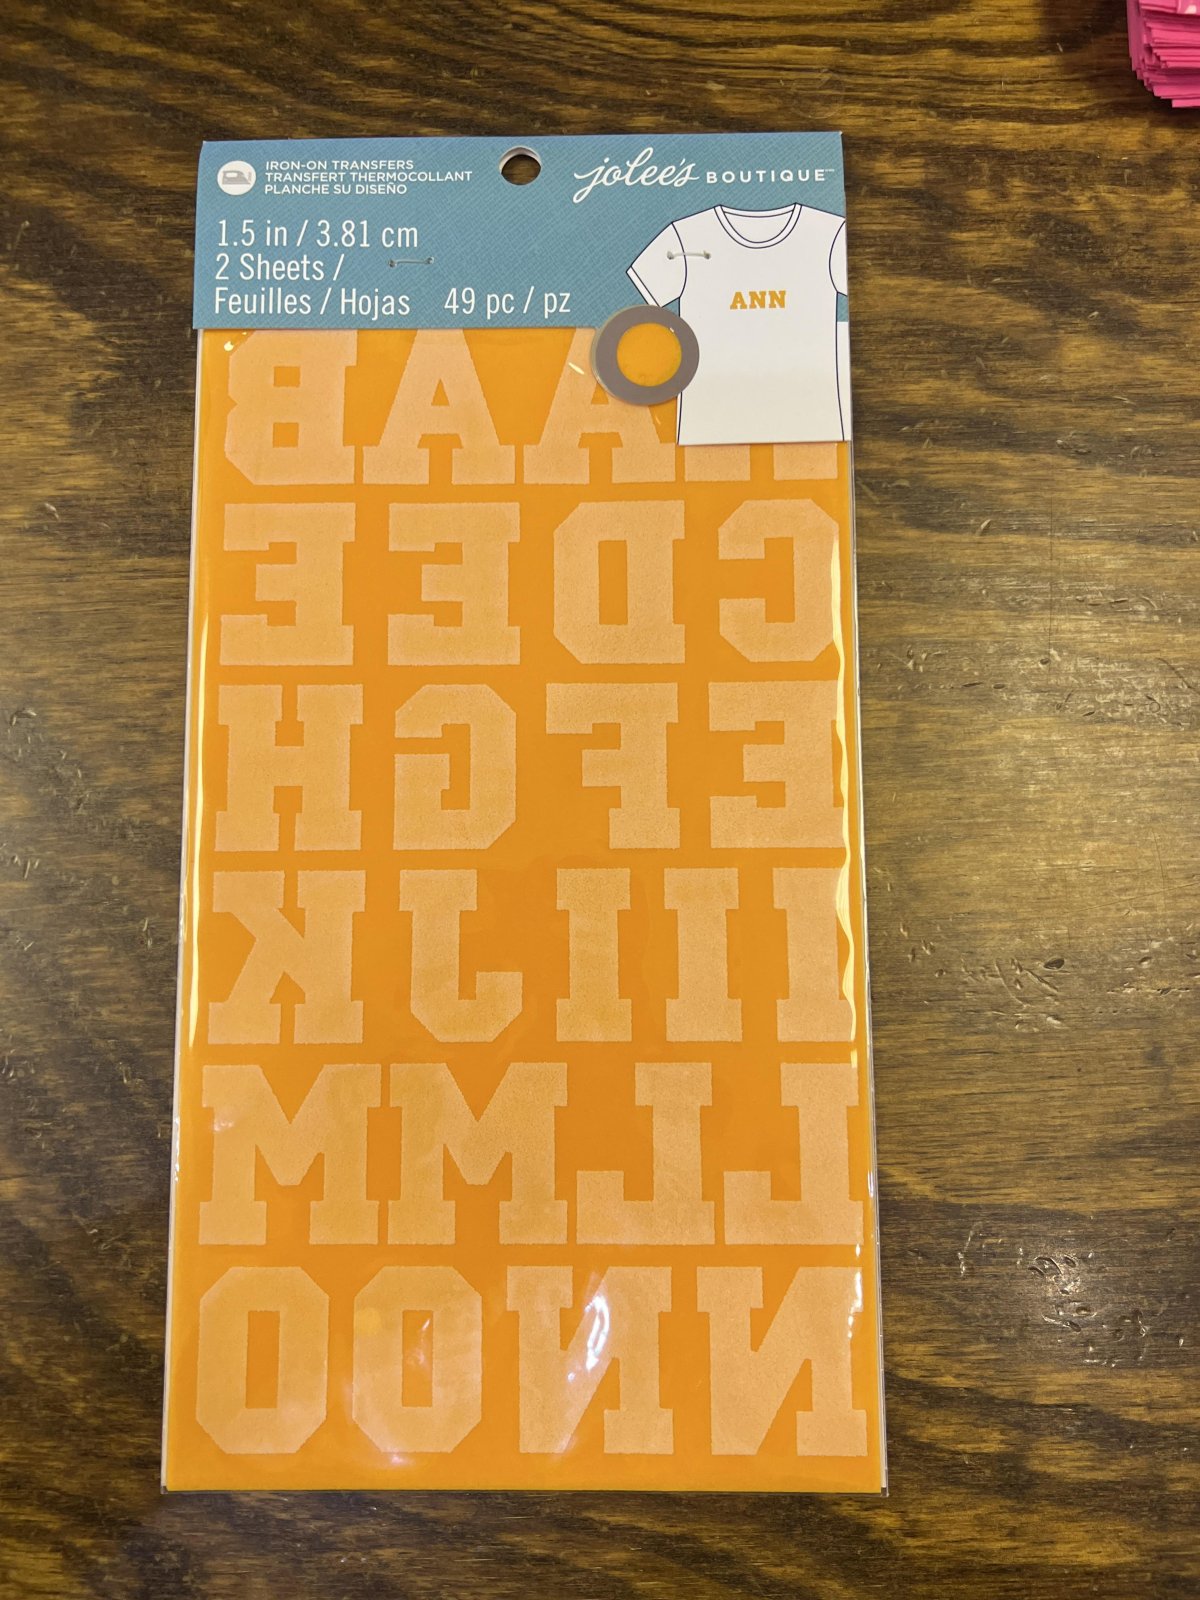 IRON-ON TRANSFERS
TRANSFERT THERMOCOLLANT
PLANCHE SU DISEÑO
jolee's BOUTIQUE™
1.5 in / 3.81 cm
2 Sheets /
Feuilles / Hojas 49 pc / pz
ANN
B A A
E E D C
H G F E
K J I I I
M M L L
O O N N